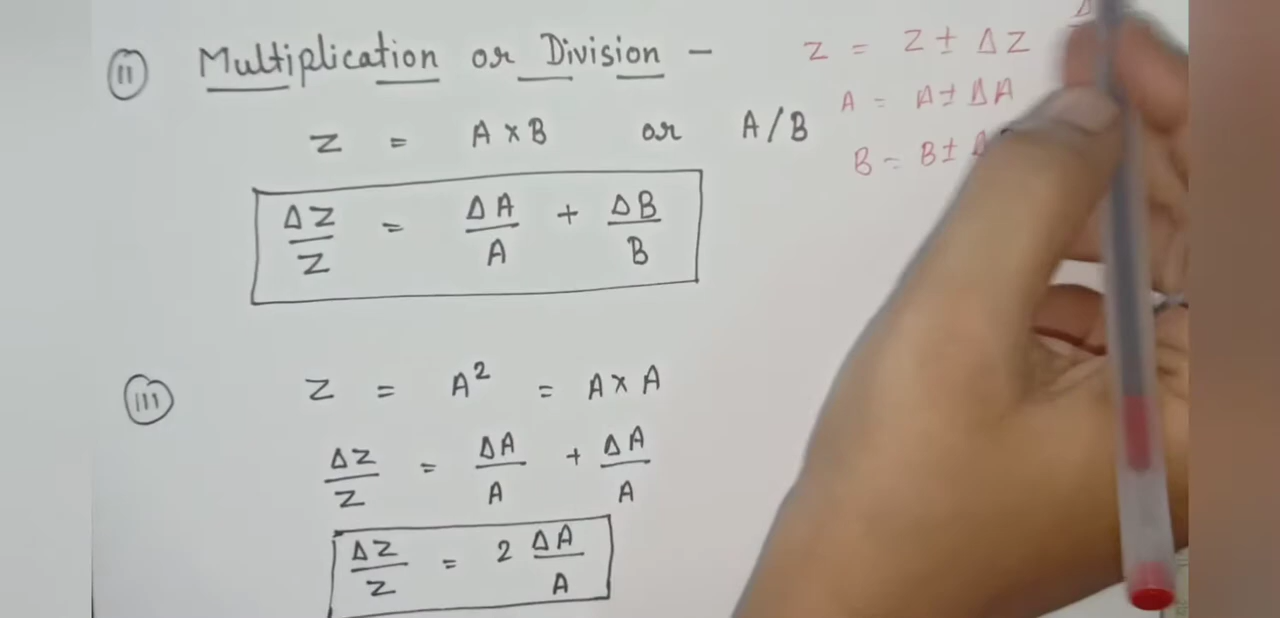 (ii) Multiplication or Division -
Z = A × B or A / B
ΔZ/Z = ΔA/A + ΔB/B
(iii) Z = A² = A × A
ΔZ/Z = ΔA/A + ΔA/A
ΔZ/Z = 2 ΔA/A
Z = Z ± ΔZ
A = A ± ΔA
B = B ±